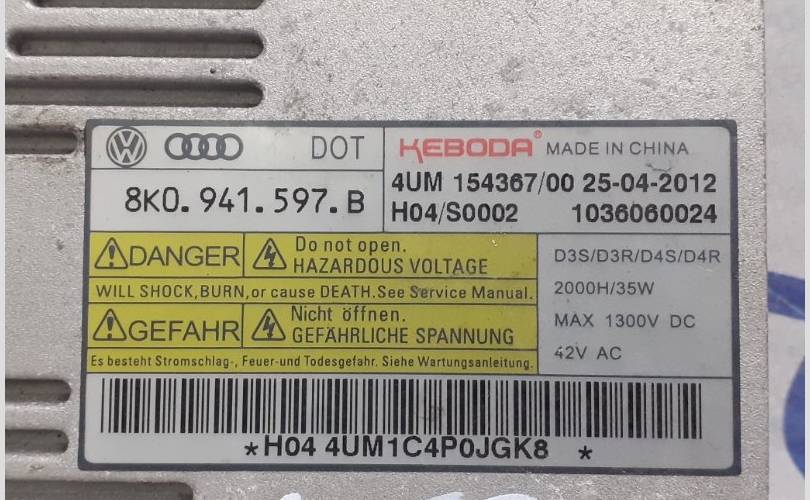 DOT
KEBODA® MADE IN CHINA
8K0.941.597.B
4UM 154367/00 25-04-2012
H04/S0002 1036060024
DANGER
Do not open.
HAZARDOUS VOLTAGE
WILL SHOCK,BURN,or cause DEATH.See Service Manual.
GEFAHR
Nicht öffnen.
GEFÄHRLICHE SPANNUNG
Es besteht Stromschlag-, Feuer-und Todesgefahr. Siehe Wartungsanleitung.
D3S/D3R/D4S/D4R
2000H/35W
MAX 1300V DC
42V AC
*H04 4UM1C4P0JGK8 *